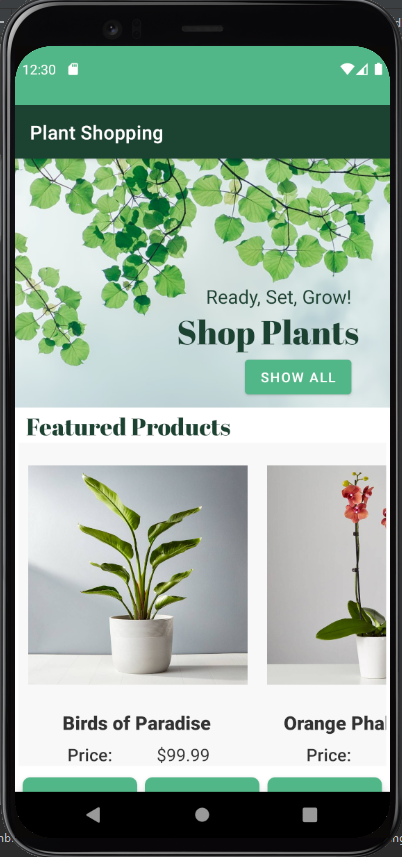 12:30
Plant Shopping
Ready, Set, Grow!
Shop Plants
SHOW ALL
Featured Products
Birds of Paradise
Orange Pha
Price: $99.99
Price: